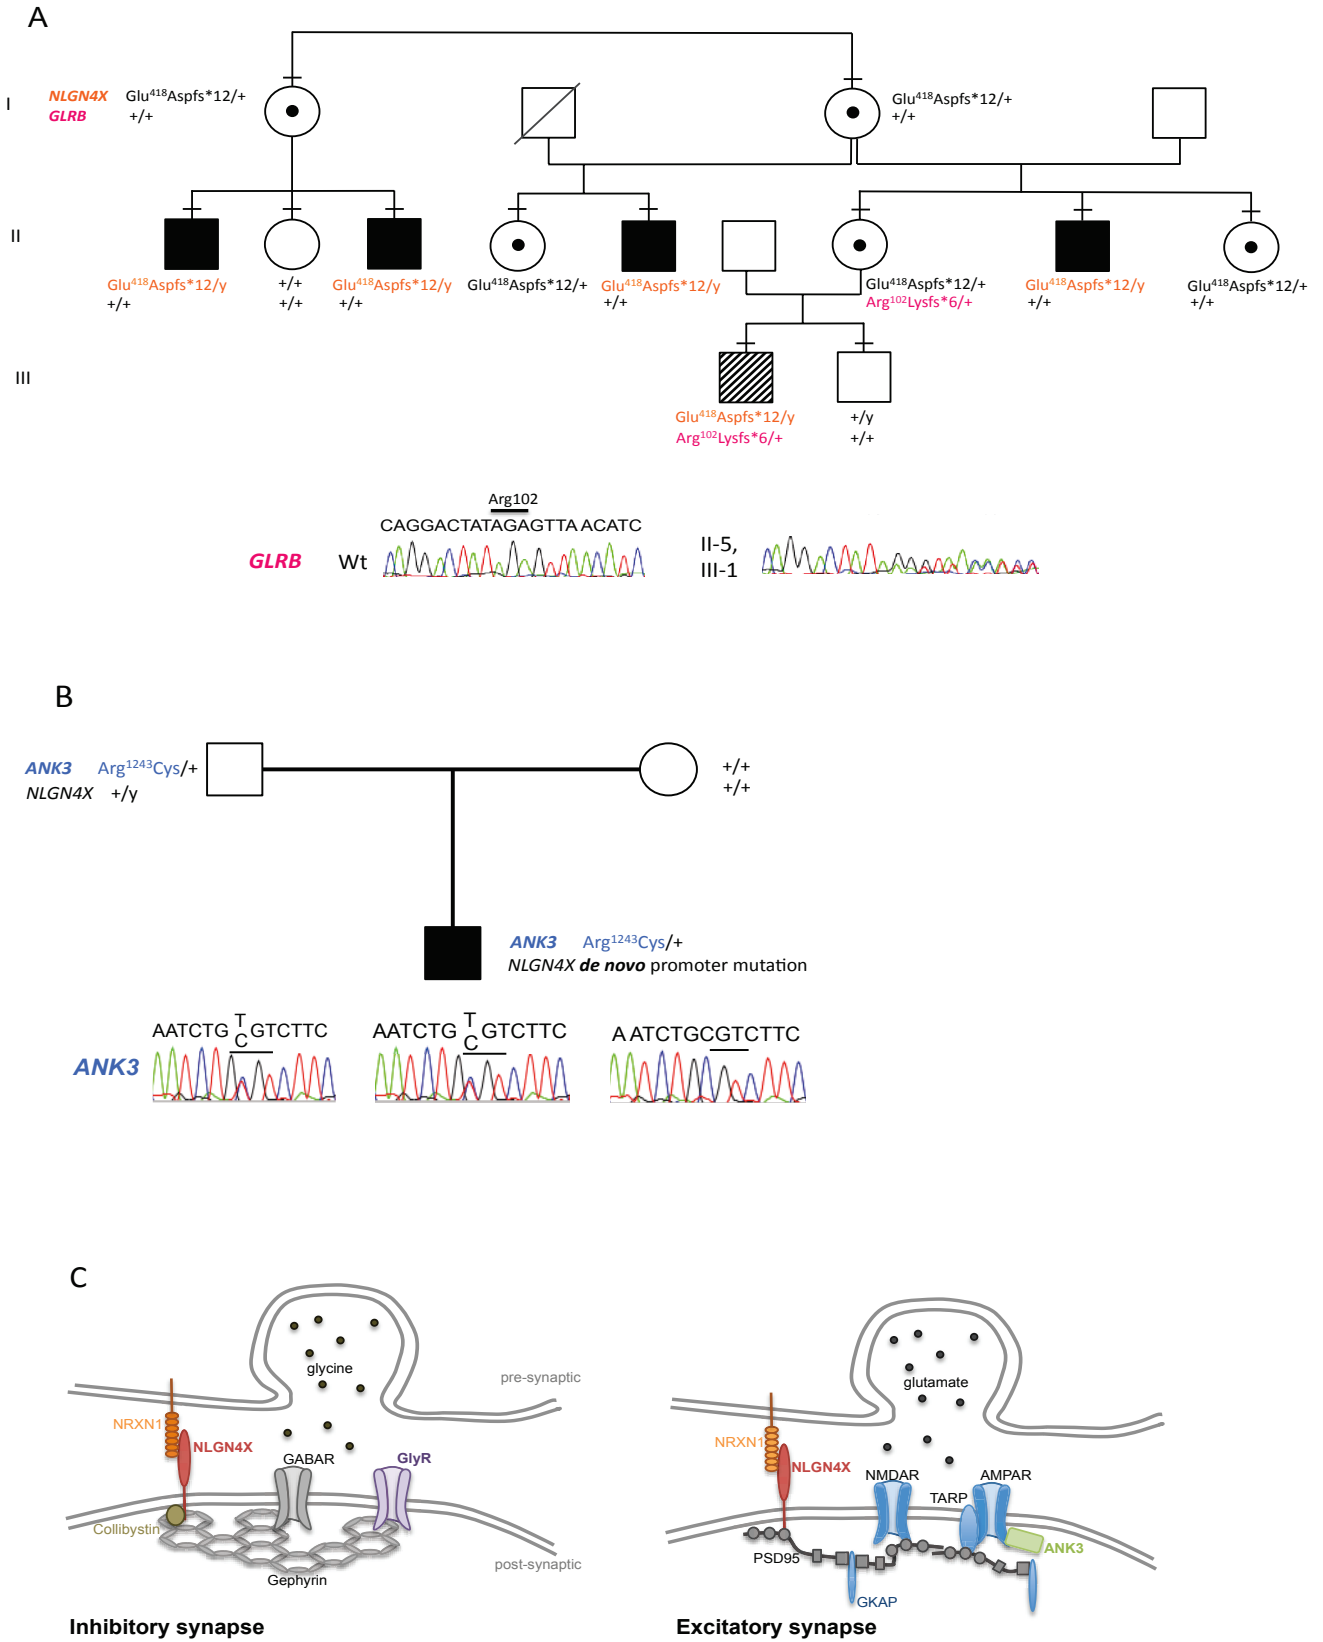 A
I
NLGN4X Glu⁴¹⁸Aspfs*12/+
GLRB +/+
Glu⁴¹⁸Aspfs*12/+
+/+
II
Glu⁴¹⁸Aspfs*12/y
+/+
+/+
+/+
Glu⁴¹⁸Aspfs*12/y
+/+
Glu⁴¹⁸Aspfs*12/+
Glu⁴¹⁸Aspfs*12/y
+/+
Glu⁴¹⁸Aspfs*12/+
Arg¹⁰²Lysfs*6/+
Glu⁴¹⁸Aspfs*12/y
+/+
Glu⁴¹⁸Aspfs*12/+
+/+
III
Glu⁴¹⁸Aspfs*12/y
Arg¹⁰²Lysfs*6/+
+/y
+/+
Arg102
CAGGACTATAGAGTTA ACATC
GLRB Wt
II-5,
III-1
B
ANK3 Arg¹²⁴³Cys/+
NLGN4X +/y
+/+
+/+
ANK3 Arg¹²⁴³Cys/+
NLGN4X de novo promoter mutation
T
AATCTG GTCTTC
C
T
AATCTG GTCTTC
C
A ATCTGCGTCTTC
ANK3
C
glycine
pre-synaptic
NRXN1
NLGN4X
GABAR
GlyR
Collibystin
Gephyrin
post-synaptic
Inhibitory synapse
glutamate
NRXN1
NLGN4X
NMDAR
AMPAR
TARP
PSD95
ANK3
GKAP
Excitatory synapse